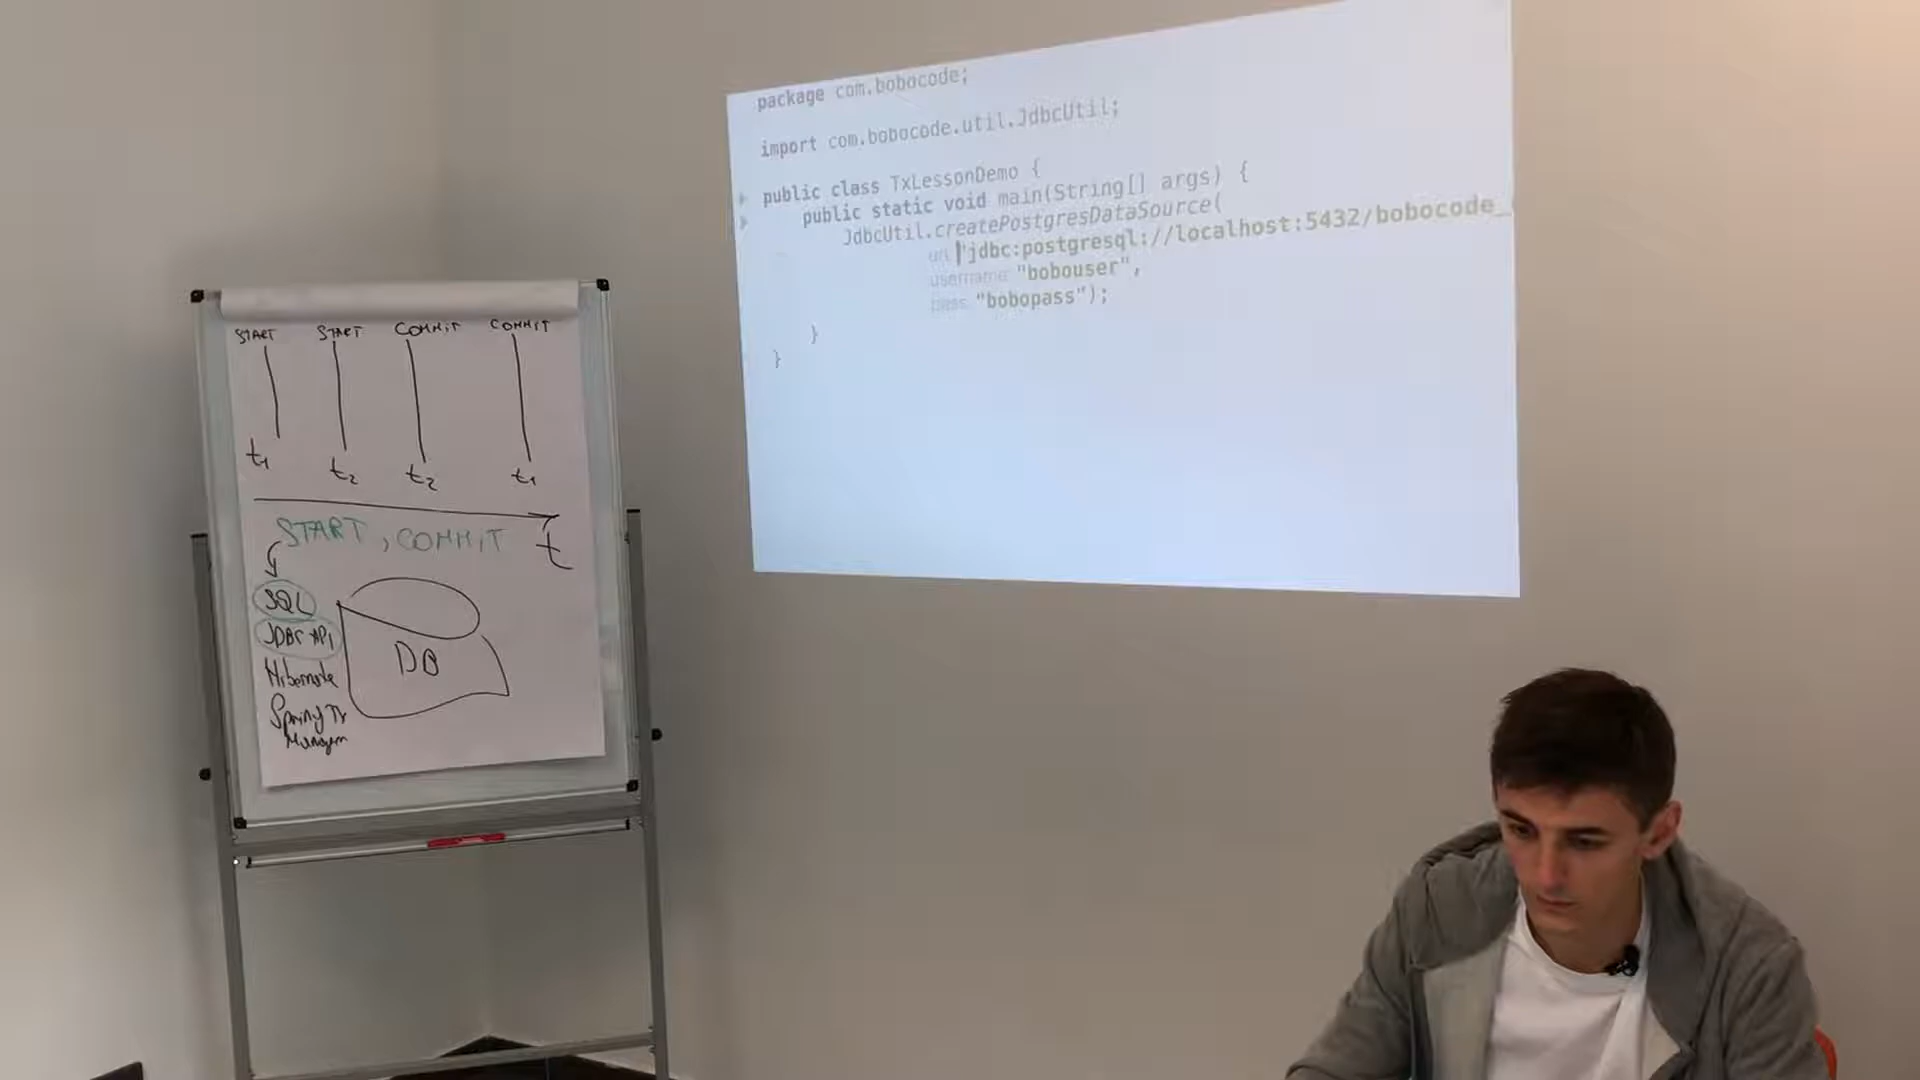 START START COMMIT COMMIT
t1 t2 t2 t1
START, COMMIT t
SQL
JDBC API
Hibernate
Spring Tx
DB
package com.bobocode;
import com.bobocode.util.JdbcUtil;
public class TxLessonDemo {
public static void main(String[] args) {
JdbcUtil.createPostgresDataSource(
url: "jdbc:postgresql://localhost:5432/bobocode_
username: "bobouser",
pass: "bobopass");
}
}